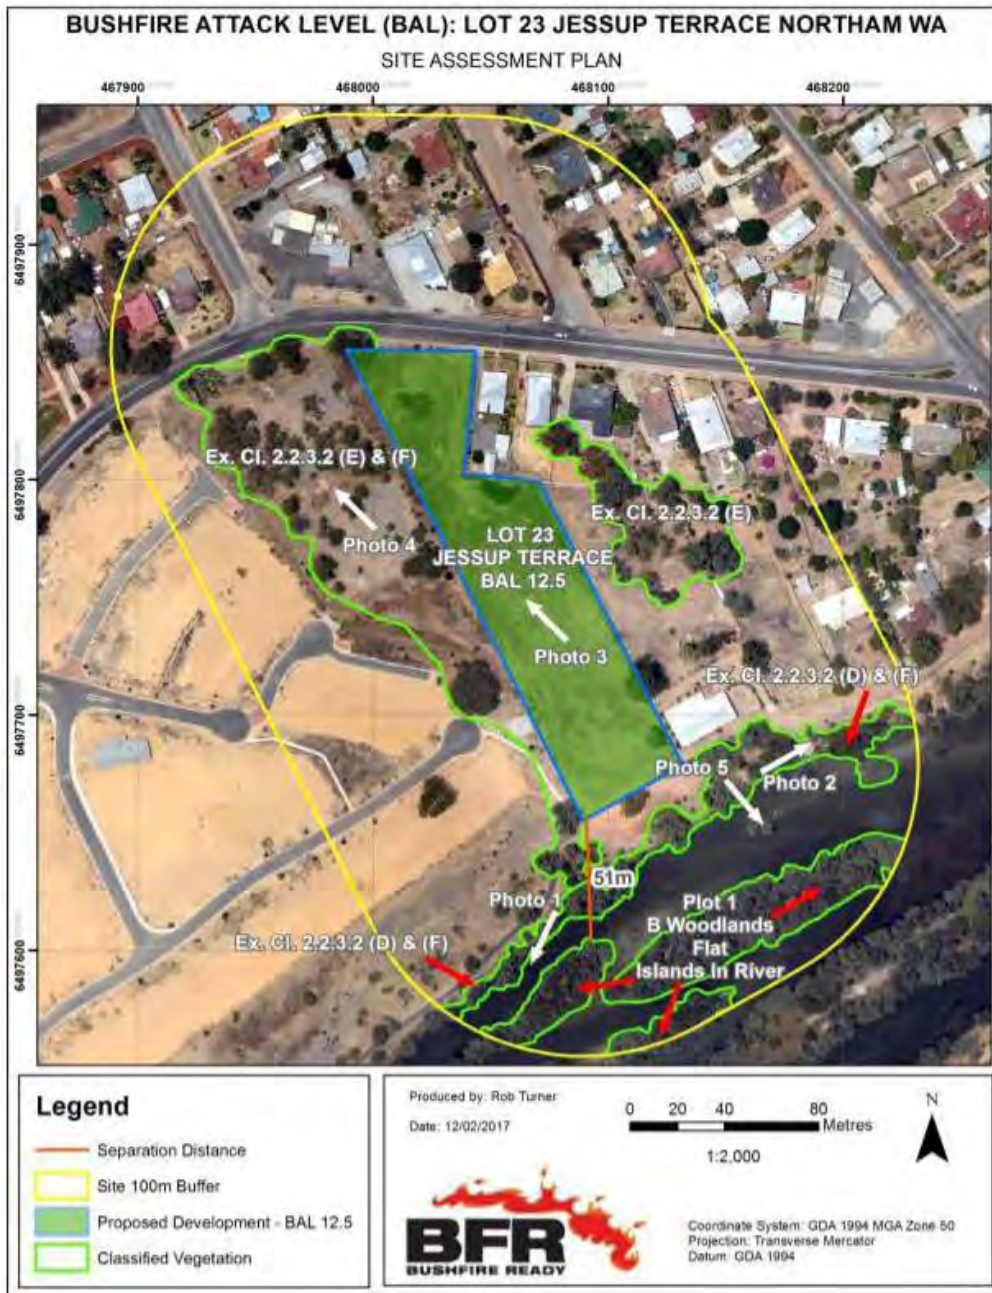 BUSHFIRE ATTACK LEVEL (BAL): LOT 23 JESSUP TERRACE NORTHAM WA
SITE ASSESSMENT PLAN
467900
468000
468100
468200
6497900
6497800
6497700
6497600
Ex. Cl. 2.2.3.2 (E) & (F)
Photo 4
Ex. Cl. 2.2.3.2 (E)
LOT 23
JESSUP TERRACE
BAL 12.5
Photo 3
Ex. Cl. 2.2.3.2 (D) & (F)
Photo 5
Photo 2
51m
Photo 1
Plot 1
B Woodlands
Flat
Islands In River
Ex. Cl. 2.2.3.2 (D) & (F)
Legend
Separation Distance
Site 100m Buffer
Proposed Development - BAL 12.5
Classified Vegetation
Produced by: Rob Turner
Date: 12/02/2017
0 20 40 80
Metres
1:2,000
N
BFR
BUSHFIRE READY
Coordinate System: GDA 1994 MGA Zone 50
Projection: Transverse Mercator
Datum: GDA 1994